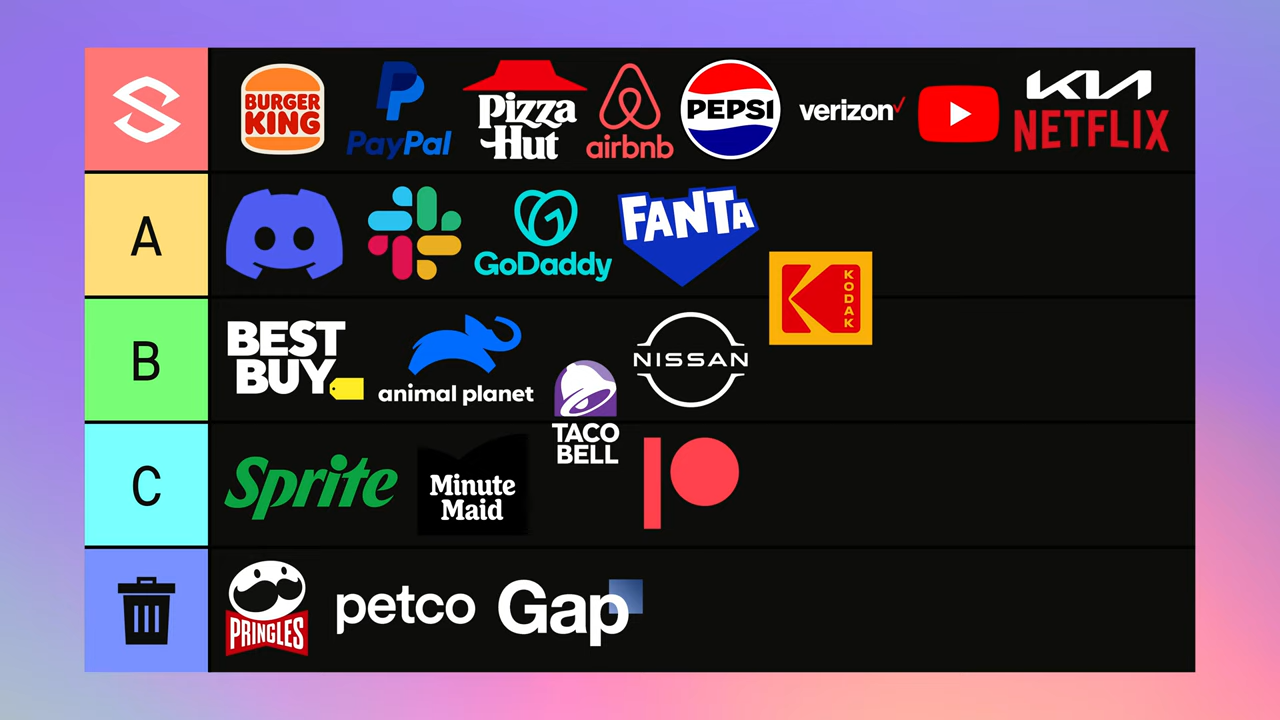 BURGER
KING
PayPal
Pizza
Hut
airbnb
PEPSI
verizon
KIA
NETFLIX
A
GoDaddy
FANTA
KODAK
B
BEST
BUY
animal planet
TACO
BELL
NISSAN
C
Sprite
Minute
Maid
PRINGLES
petco
Gap